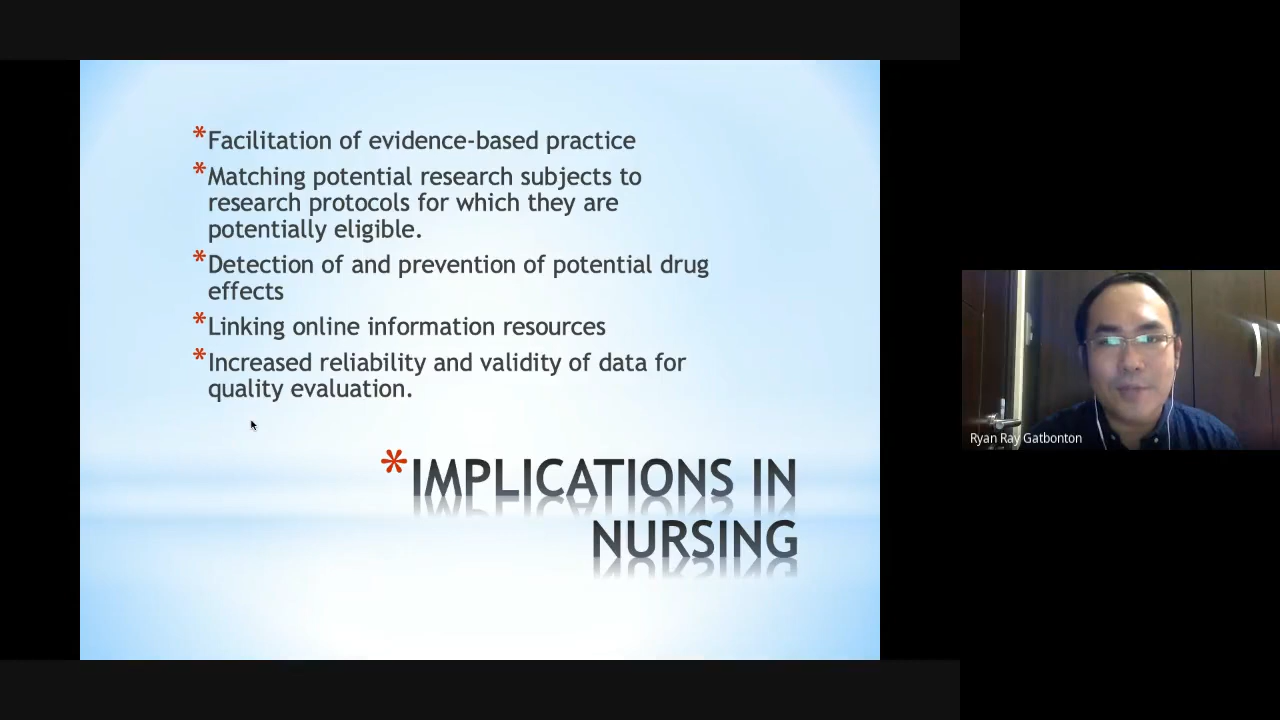 *Facilitation of evidence-based practice
*Matching potential research subjects to
research protocols for which they are
potentially eligible.
*Detection of and prevention of potential drug
effects
*Linking online information resources
*Increased reliability and validity of data for
quality evaluation.
*IMPLICATIONS IN
NURSING
Ryan Ray Gatbonton